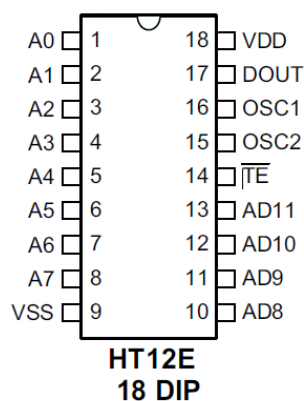 A0 1 18 VDD
A1 2 17 DOUT
A2 3 16 OSC1
A3 4 15 OSC2
A4 5 14 T̅E̅
A5 6 13 AD11
A6 7 12 AD10
A7 8 11 AD9
VSS 9 10 AD8
HT12E
18 DIP